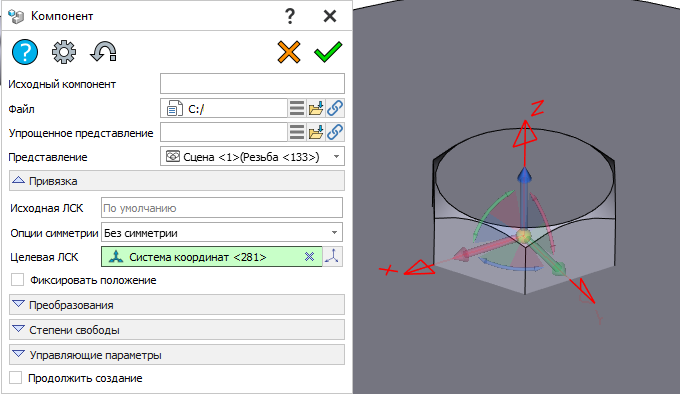 Компонент ?
?
Исходный компонент
Файл C:/
Упрощенное представление
Представление Сцена <1>(Резьба <133>)
Привязка
Исходная ЛСК По умолчанию
Опции симметрии Без симметрии
Целевая ЛСК Система координат <281>
Фиксировать положение
Преобразования
Степени свободы
Управляющие параметры
Продолжить создание
Z
X